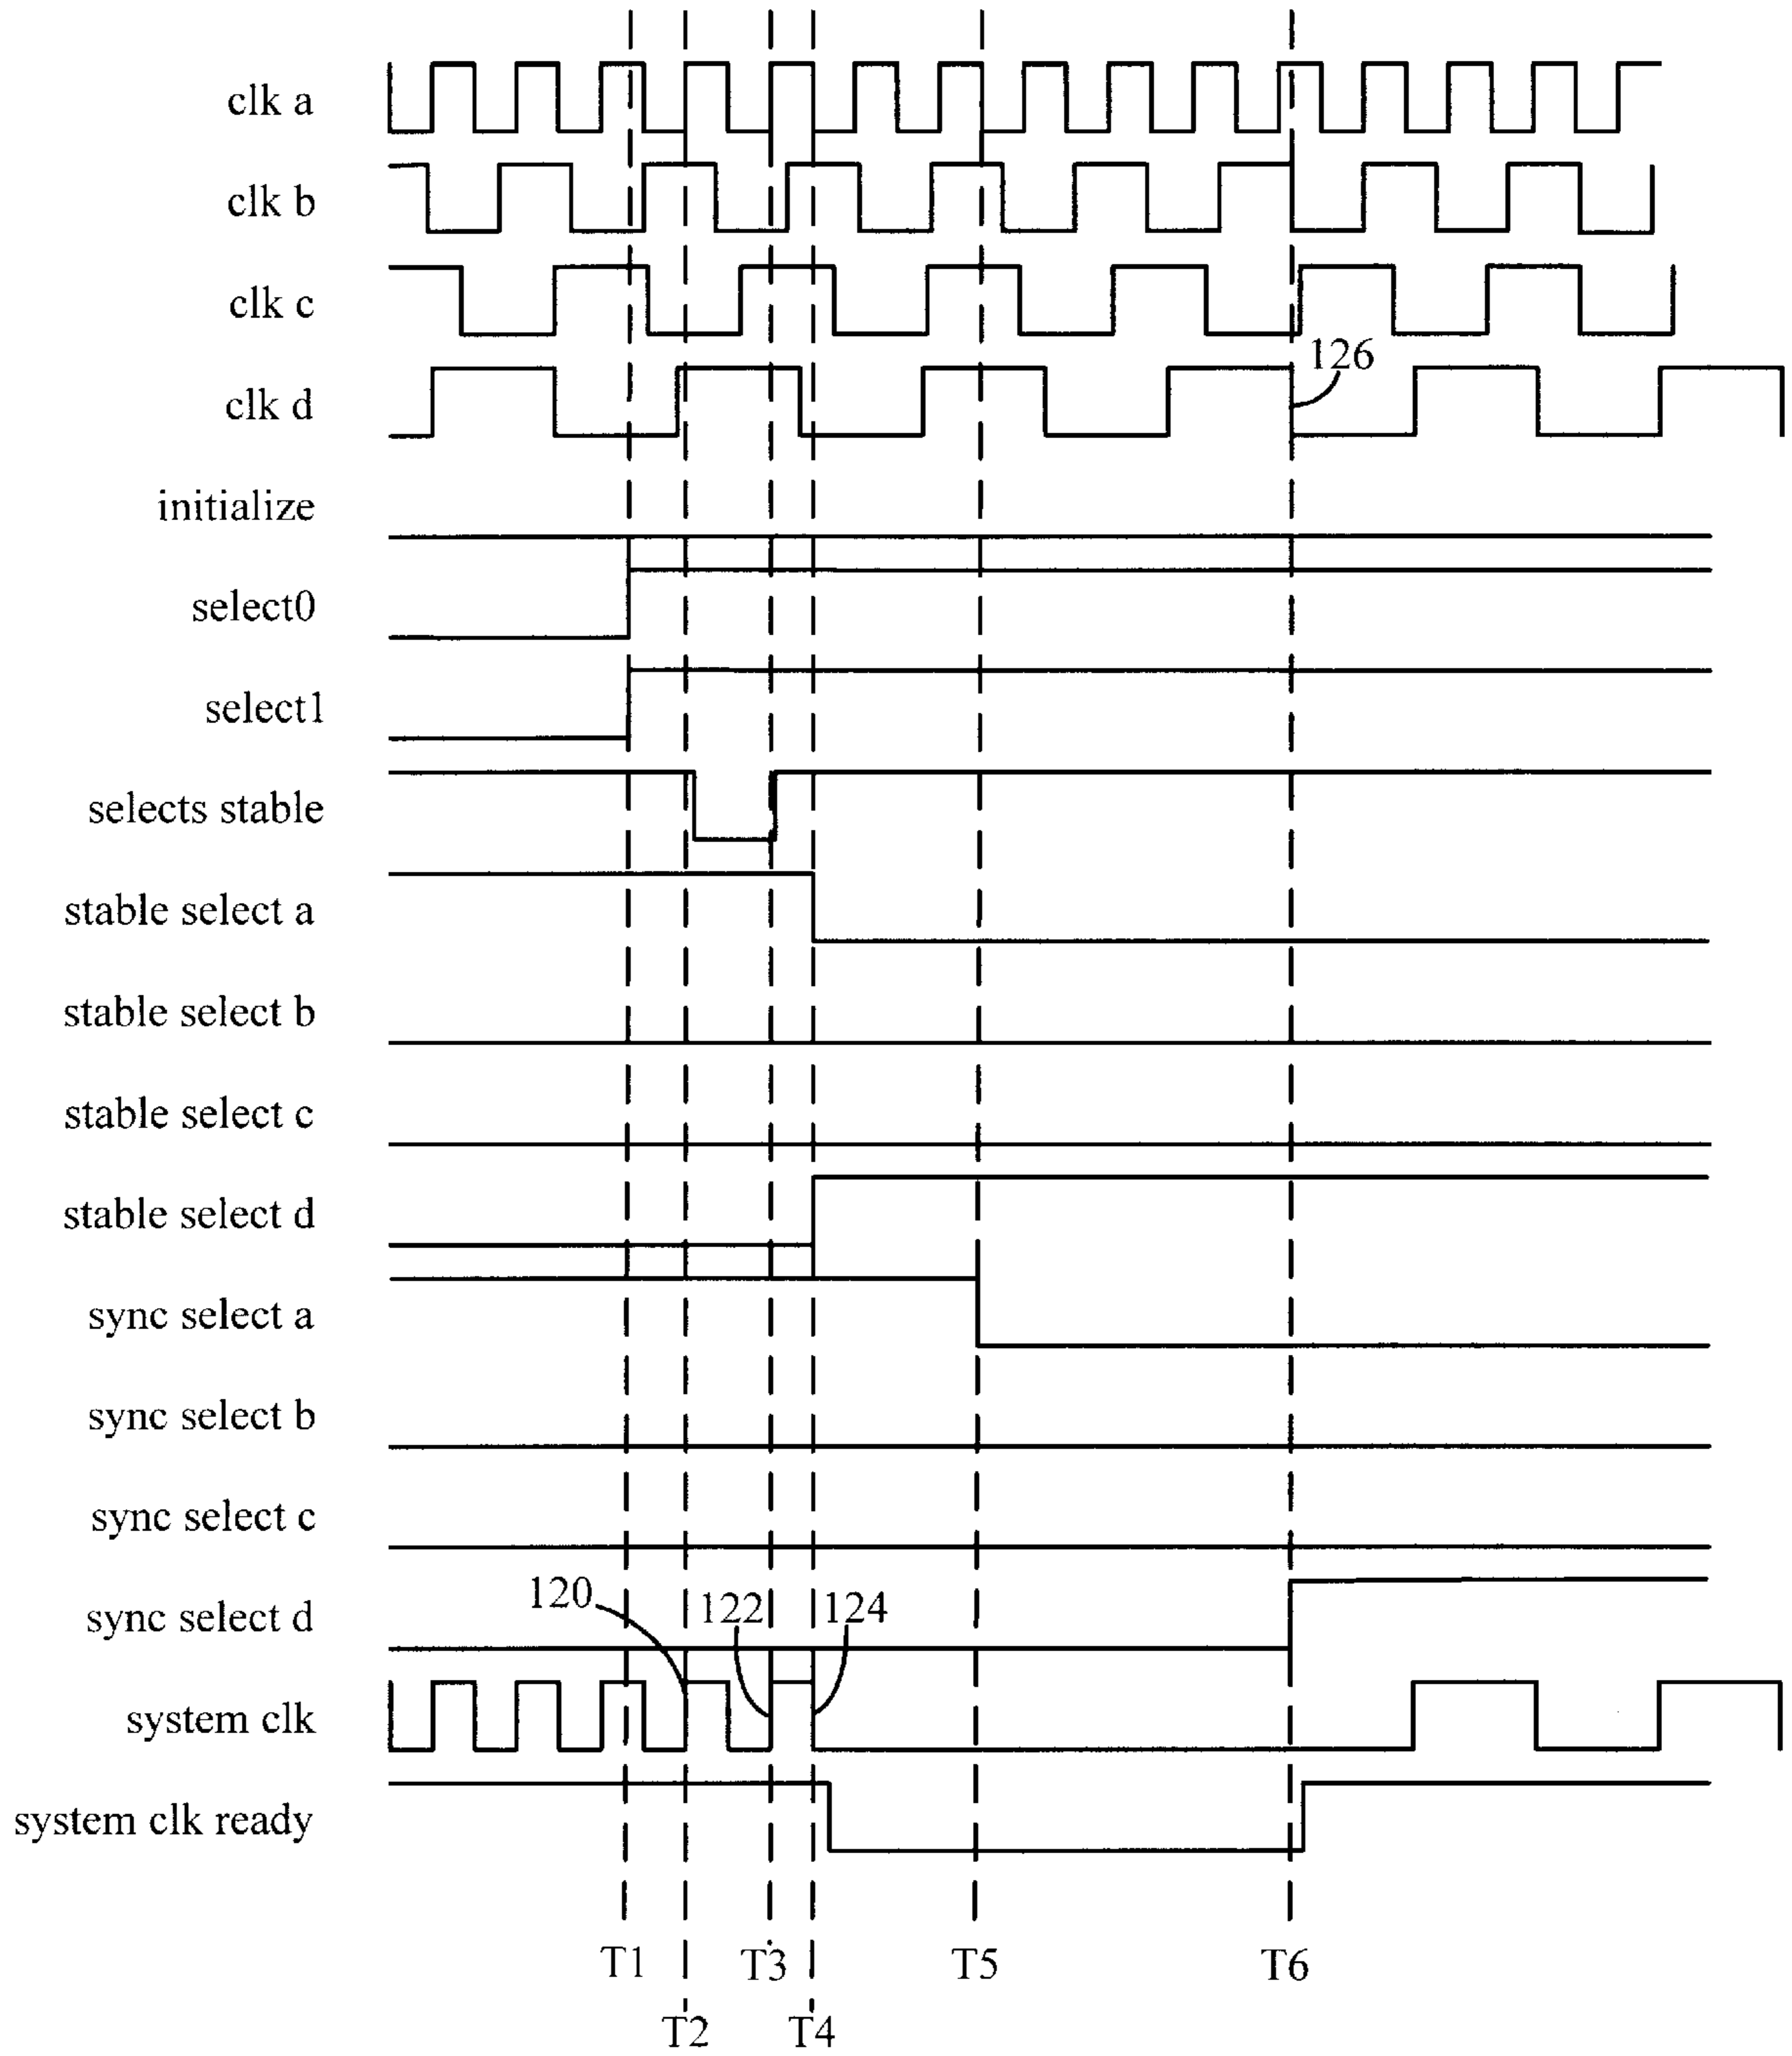 clk a
clk b
clk c
126
clk d
initialize
select0
select1
selects stable
stable select a
stable select b
stable select c
stable select d
sync select a
sync select b
sync select c
120
122
124
sync select d
system clk
system clk ready
T1
T3
T5
T6
T2
T4